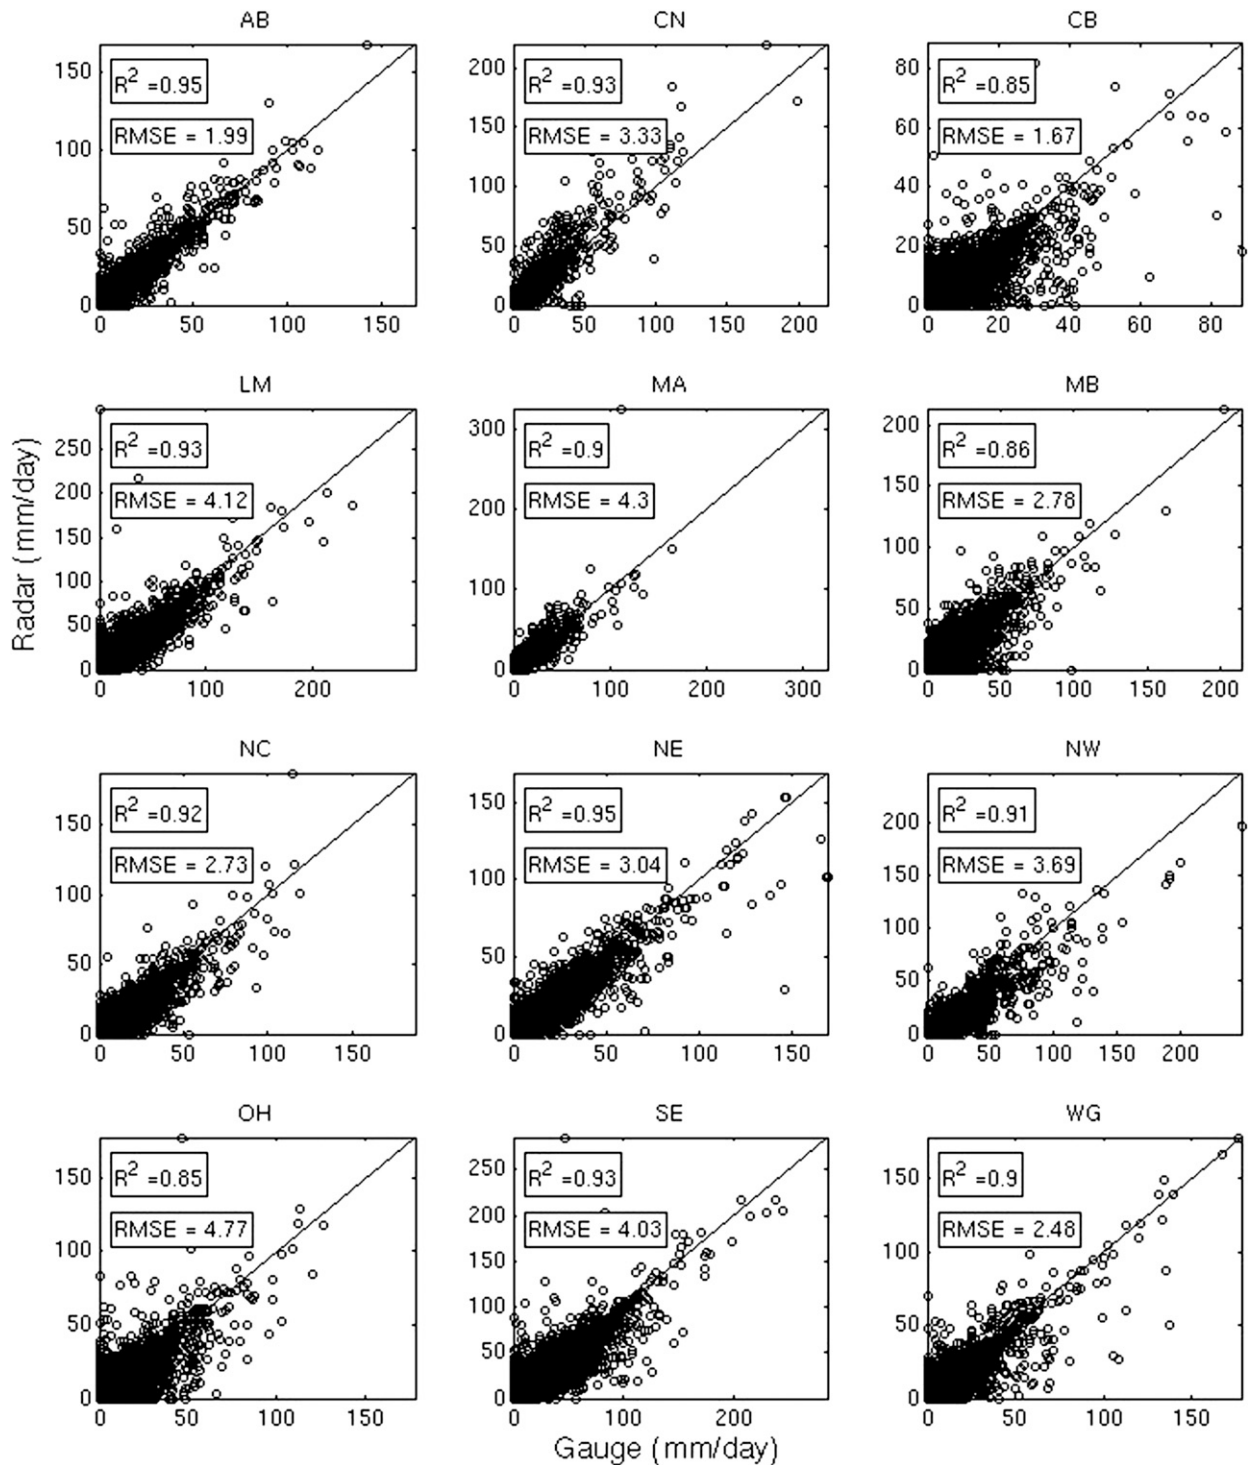 AB
R² =0.95
RMSE = 1.99
150
100
50
0
0 50 100 150
CN
R² =0.93
RMSE = 3.33
200
150
100
50
0
0 50 100 150 200
CB
R² =0.85
RMSE = 1.67
80
60
40
20
0
0 20 40 60 80
LM
R² =0.93
RMSE = 4.12
250
200
150
100
50
0
0 100 200
MA
R² =0.9
RMSE = 4.3
300
200
100
0
0 100 200 300
MB
R² =0.86
RMSE = 2.78
200
150
100
50
0
0 50 100 150 200
Radar (mm/day)
NC
R² =0.92
RMSE = 2.73
150
100
50
0
0 50 100 150
NE
R² =0.95
RMSE = 3.04
150
100
50
0
0 50 100 150
NW
R² =0.91
RMSE = 3.69
200
150
100
50
0
0 50 100 150 200
OH
R² =0.85
RMSE = 4.77
150
100
50
0
0 50 100 150
SE
R² =0.93
RMSE = 4.03
250
200
150
100
50
0
0 100 200
WG
R² =0.9
RMSE = 2.48
150
100
50
0
0 50 100 150
Gauge (mm/day)